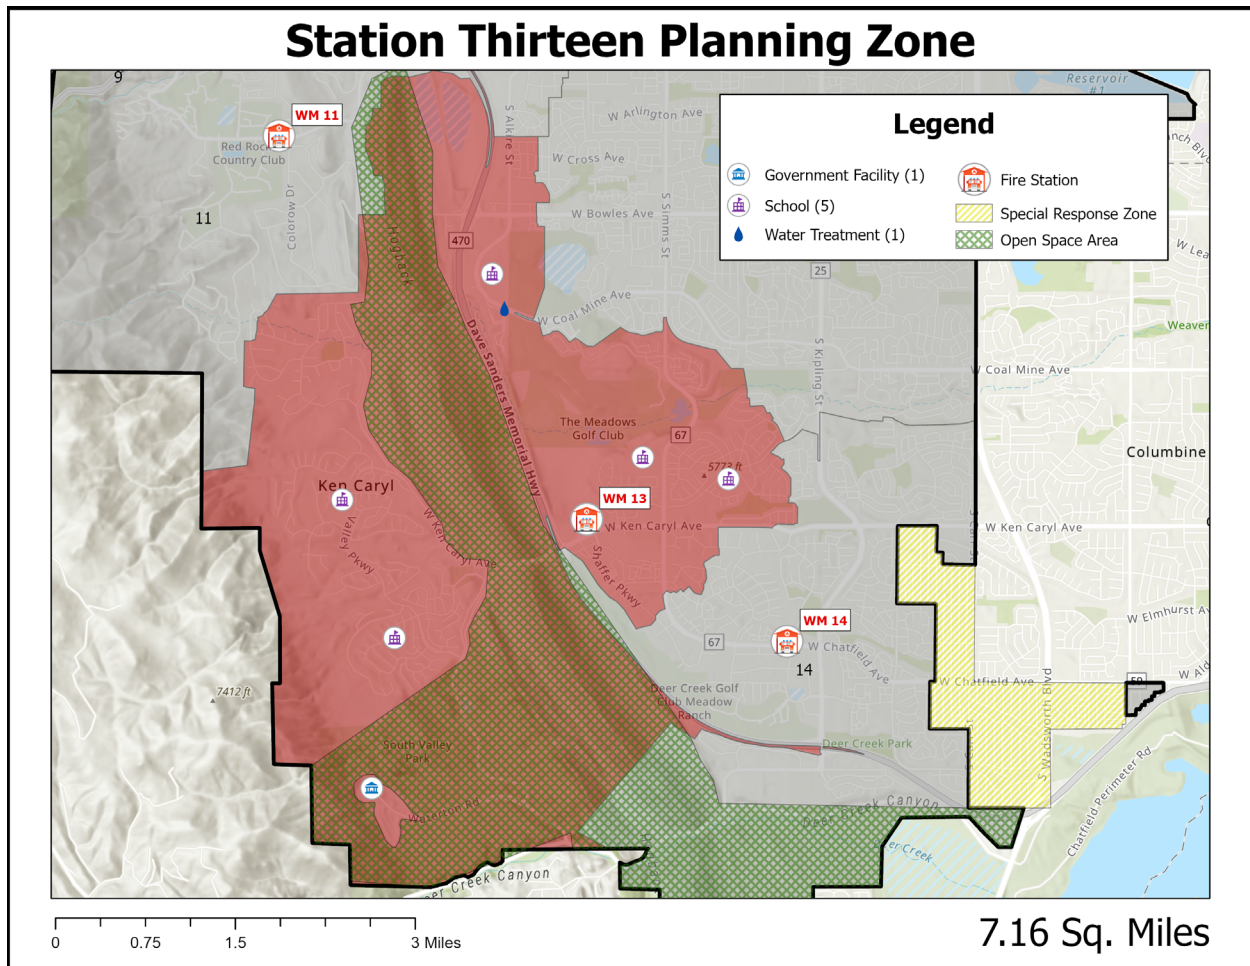 Station Thirteen Planning Zone
9
WM 11
Red Rocks
Country Club
11
Colorow Dr
Hogback
470
S Alkire St
W Arlington Ave
W Cross Ave
W Bowles Ave
S Simms St
W Coal Mine Ave
25
S Kipling St
Reservoir
#1
Legend
Government Facility (1)
School (5)
Water Treatment (1)
Fire Station
Special Response Zone
Open Space Area
W Lea
Weaver
W Coal Mine Ave
Columbine
Dave Sanders Memorial Hwy
The Meadows
Golf Club
67
5773 ft
Ken Caryl
Valley Pkwy
W Ken Caryl Ave
WM 13
W Ken Caryl Ave
Shaffer Pkwy
W Ken Caryl Ave
W Elmhurst Av
WM 14
67
W Chatfield Ave
14
W Chatfield Ave
S Wadsworth Blvd
W Ald
7412 ft
Deer Creek Golf
Club Meadow
Ranch
South Valley
Park
Deer Creek Park
Waterton Rd
Deer Creek Canyon
er Creek
Chatfield Perimeter Rd
eer Creek Canyon
0
0.75
1.5
3 Miles
7.16 Sq. Miles